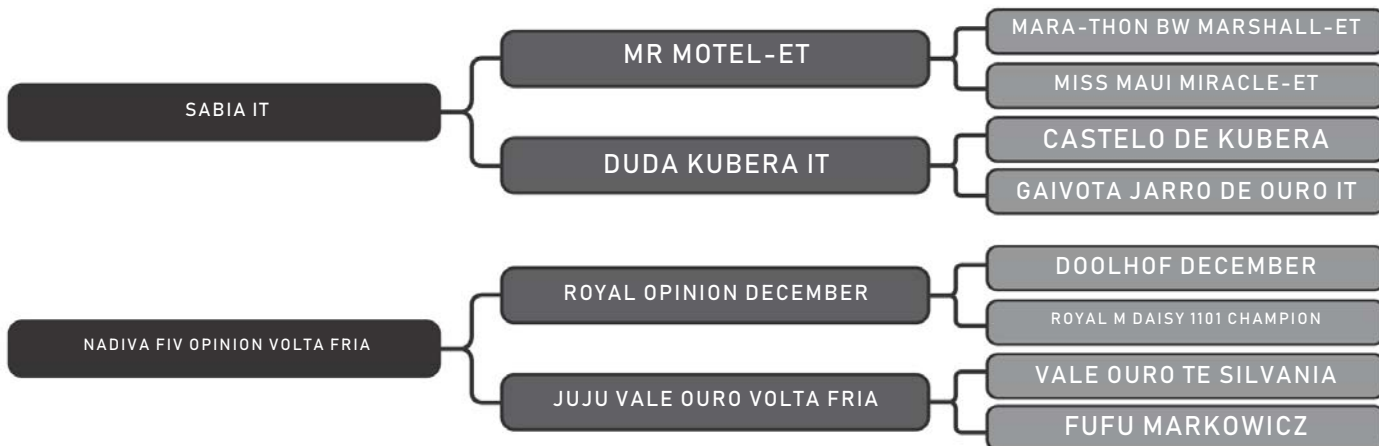 MARA-THON BW MARSHALL-ET
MR MOTEL-ET
MISS MAUI MIRACLE-ET
SABIA IT
CASTELO DE KUBERA
DUDA KUBERA IT
GAIVOTA JARRO DE OURO IT
DOOLHOF DECEMBER
ROYAL OPINION DECEMBER
ROYAL M DAISY 1101 CHAMPION
NADIVA FIV OPINION VOLTA FRIA
VALE OURO TE SILVANIA
JUJU VALE OURO VOLTA FRIA
FUFU MARKOWICZ